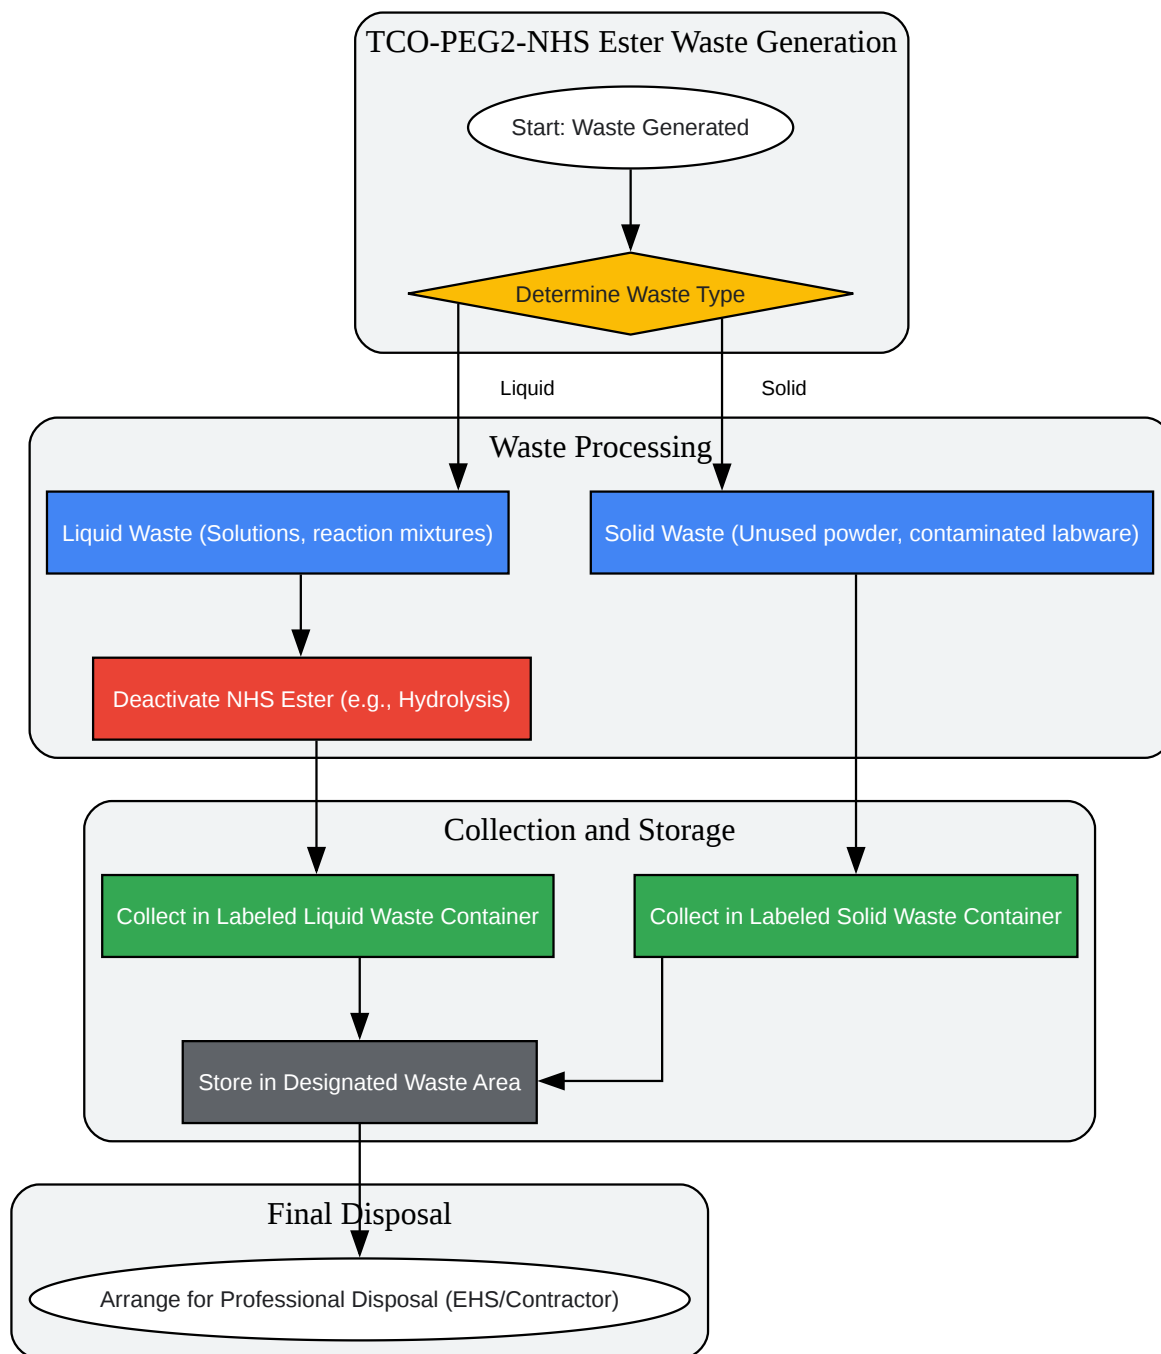 TCO-PEG2-NHS Ester Waste Generation
Start: Waste Generated
Determine Waste Type
Liquid
Solid
Waste Processing
Liquid Waste (Solutions, reaction mixtures)
Solid Waste (Unused powder, contaminated labware)
Deactivate NHS Ester (e.g., Hydrolysis)
Collection and Storage
Collect in Labeled Liquid Waste Container
Collect in Labeled Solid Waste Container
Store in Designated Waste Area
Final Disposal
Arrange for Professional Disposal (EHS/Contractor)